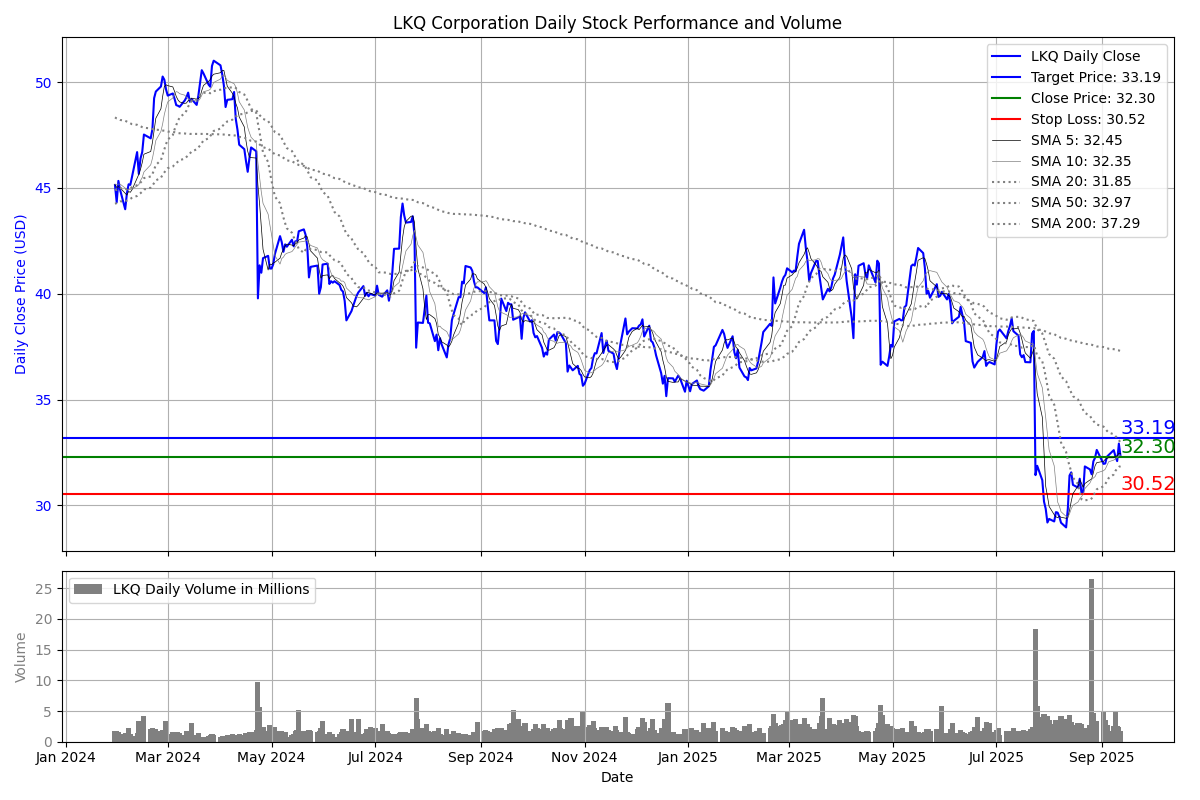 LKQ Corporation Daily Stock Performance and Volume
Daily Close Price (USD)
50
45
40
35
30
LKQ Daily Close
Target Price: 33.19
Close Price: 32.30
Stop Loss: 30.52
SMA 5: 32.45
SMA 10: 32.35
SMA 20: 31.85
SMA 50: 32.97
SMA 200: 37.29
33.19
32.30
30.52
Volume
25
20
15
10
5
0
LKQ Daily Volume in Millions
Jan 2024
Mar 2024
May 2024
Jul 2024
Sep 2024
Nov 2024
Jan 2025
Mar 2025
May 2025
Jul 2025
Sep 2025
Date